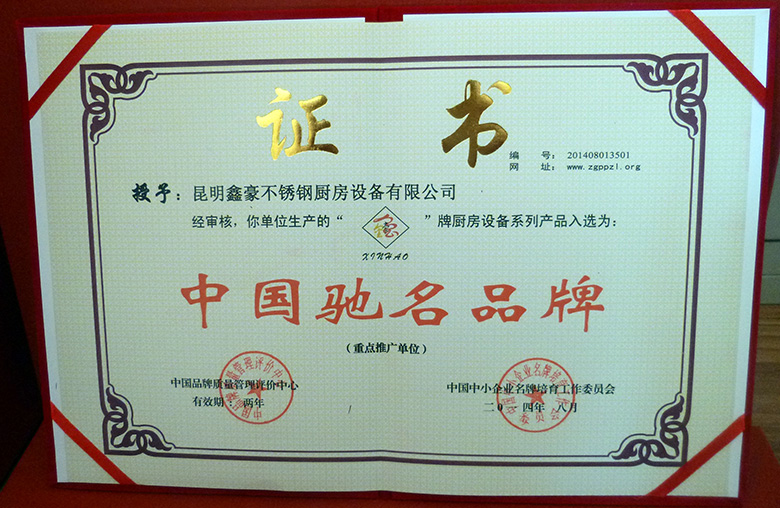 证 书
编 号: 201408013501
网 址: www.zgppzl.org
授予: 昆明鑫豪不锈钢厨房设备有限公司
经审核, 你单位生产的“ ”牌厨房设备系列产品入选为:
XINHAO
中国驰名品牌
(重点推广单位)
中国品牌质量管理评价中心
有效期: 两年
中国中小企业名牌培育工作委员会
二〇一四年 八月